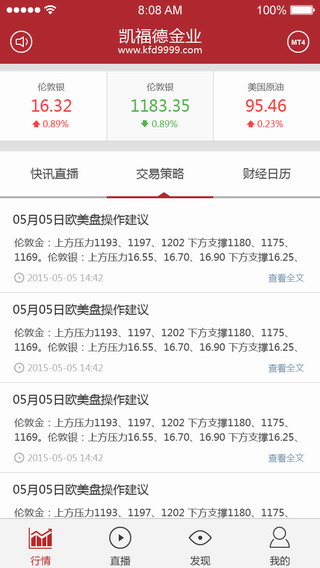 8:08 AM
100%
凯福德金业
www.kfd9999.com
MT4
伦敦银
16.32
0.89%
伦敦银
1183.35
0.89%
美国原油
95.46
0.23%
快讯直播
交易策略
财经日历
05月05日欧美盘操作建议
伦敦金：上方压力1193、1197、1202 下方支撑1180、1175、
1169。伦敦银：上方压力16.55、16.70、16.90 下方支撑16.25、
2015-05-05 14:42
查看全文
05月05日欧美盘操作建议
伦敦金：上方压力1193、1197、1202 下方支撑1180、1175、
1169。伦敦银：上方压力16.55、16.70、16.90 下方支撑16.25、
2015-05-05 14:42
查看全文
05月05日欧美盘操作建议
伦敦金：上方压力1193、1197、1202 下方支撑1180、1175、
1169。伦敦银：上方压力16.55、16.70、16.90 下方支撑16.25、
2015-05-05 14:42
查看全文
05月05日欧美盘操作建议
伦敦金：上方压力1193、1197、1202 下方支撑1180、1175、
行情
直播
发现
我的